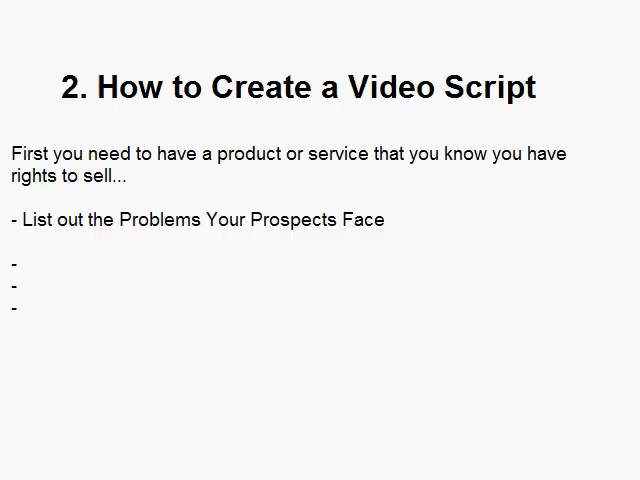 2. How to Create a Video Script
First you need to have a product or service that you know you have
rights to sell...
- List out the Problems Your Prospects Face
-
-
-